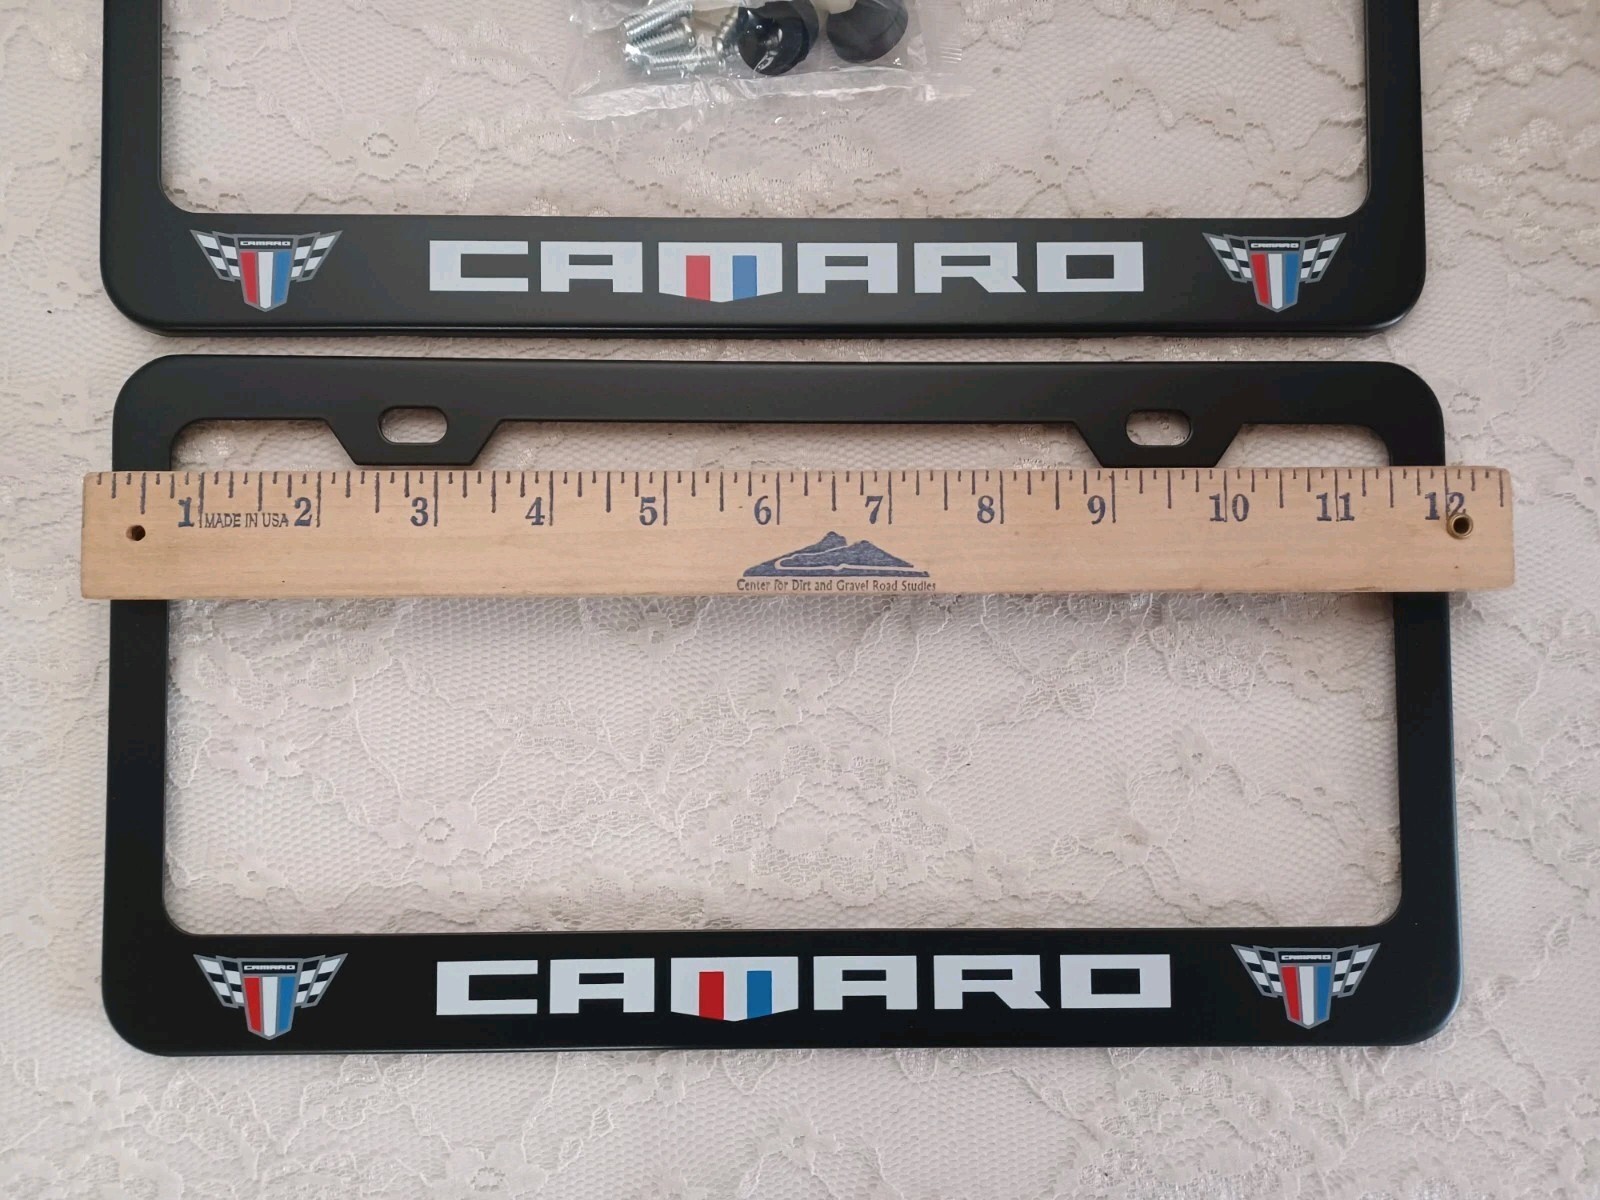 CAMARO CAMARO CAMARO
1 2 3 4 5 6 7 8 9 10 11 12
MADE IN USA
Center for Dirt and Gravel Road Studies
CAMARO CAMARO CAMARO